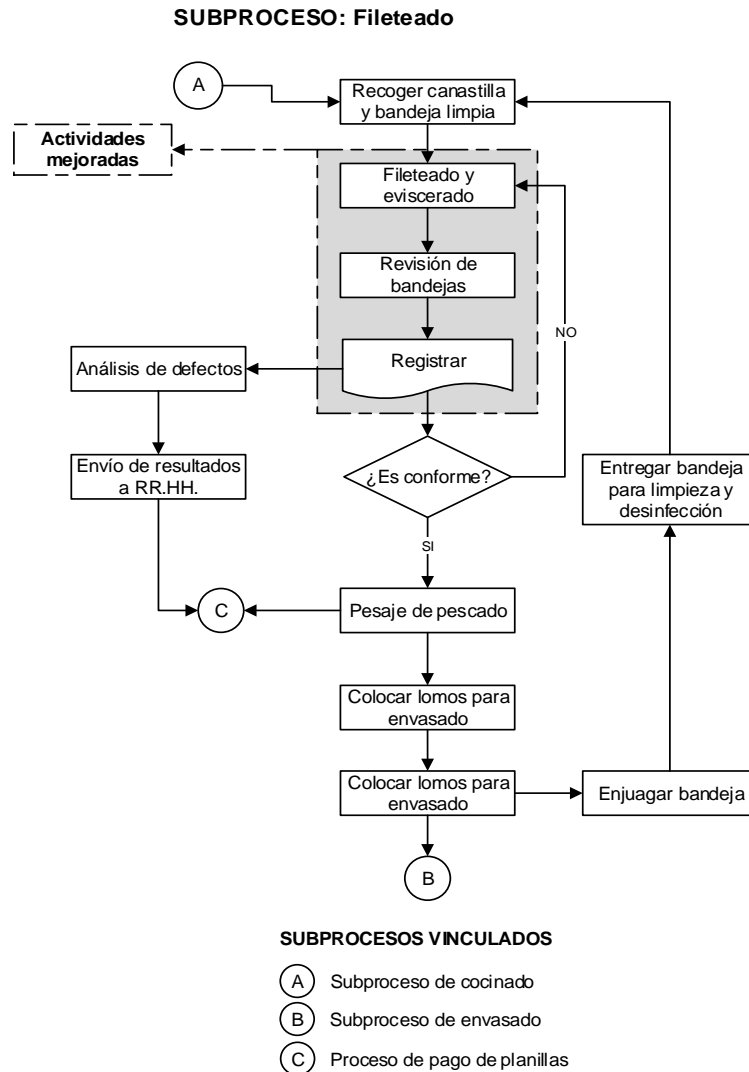 SUBPROCESO: Fileteado
A
Recoger canastilla
y bandeja limpia
Actividades
mejoradas
Fileteado y
eviscerado
Revisión de
bandejas
NO
Registrar
Análisis de defectos
¿Es conforme?
Envío de resultados
a RR.HH.
Entregar bandeja
para limpieza y
desinfección
SI
C
Pesaje de pescado
Colocar lomos para
envasado
Colocar lomos para
envasado
Enjuagar bandeja
B
SUBPROCESOS VINCULADOS
A Subproceso de cocinado
B Subproceso de envasado
C Proceso de pago de planillas